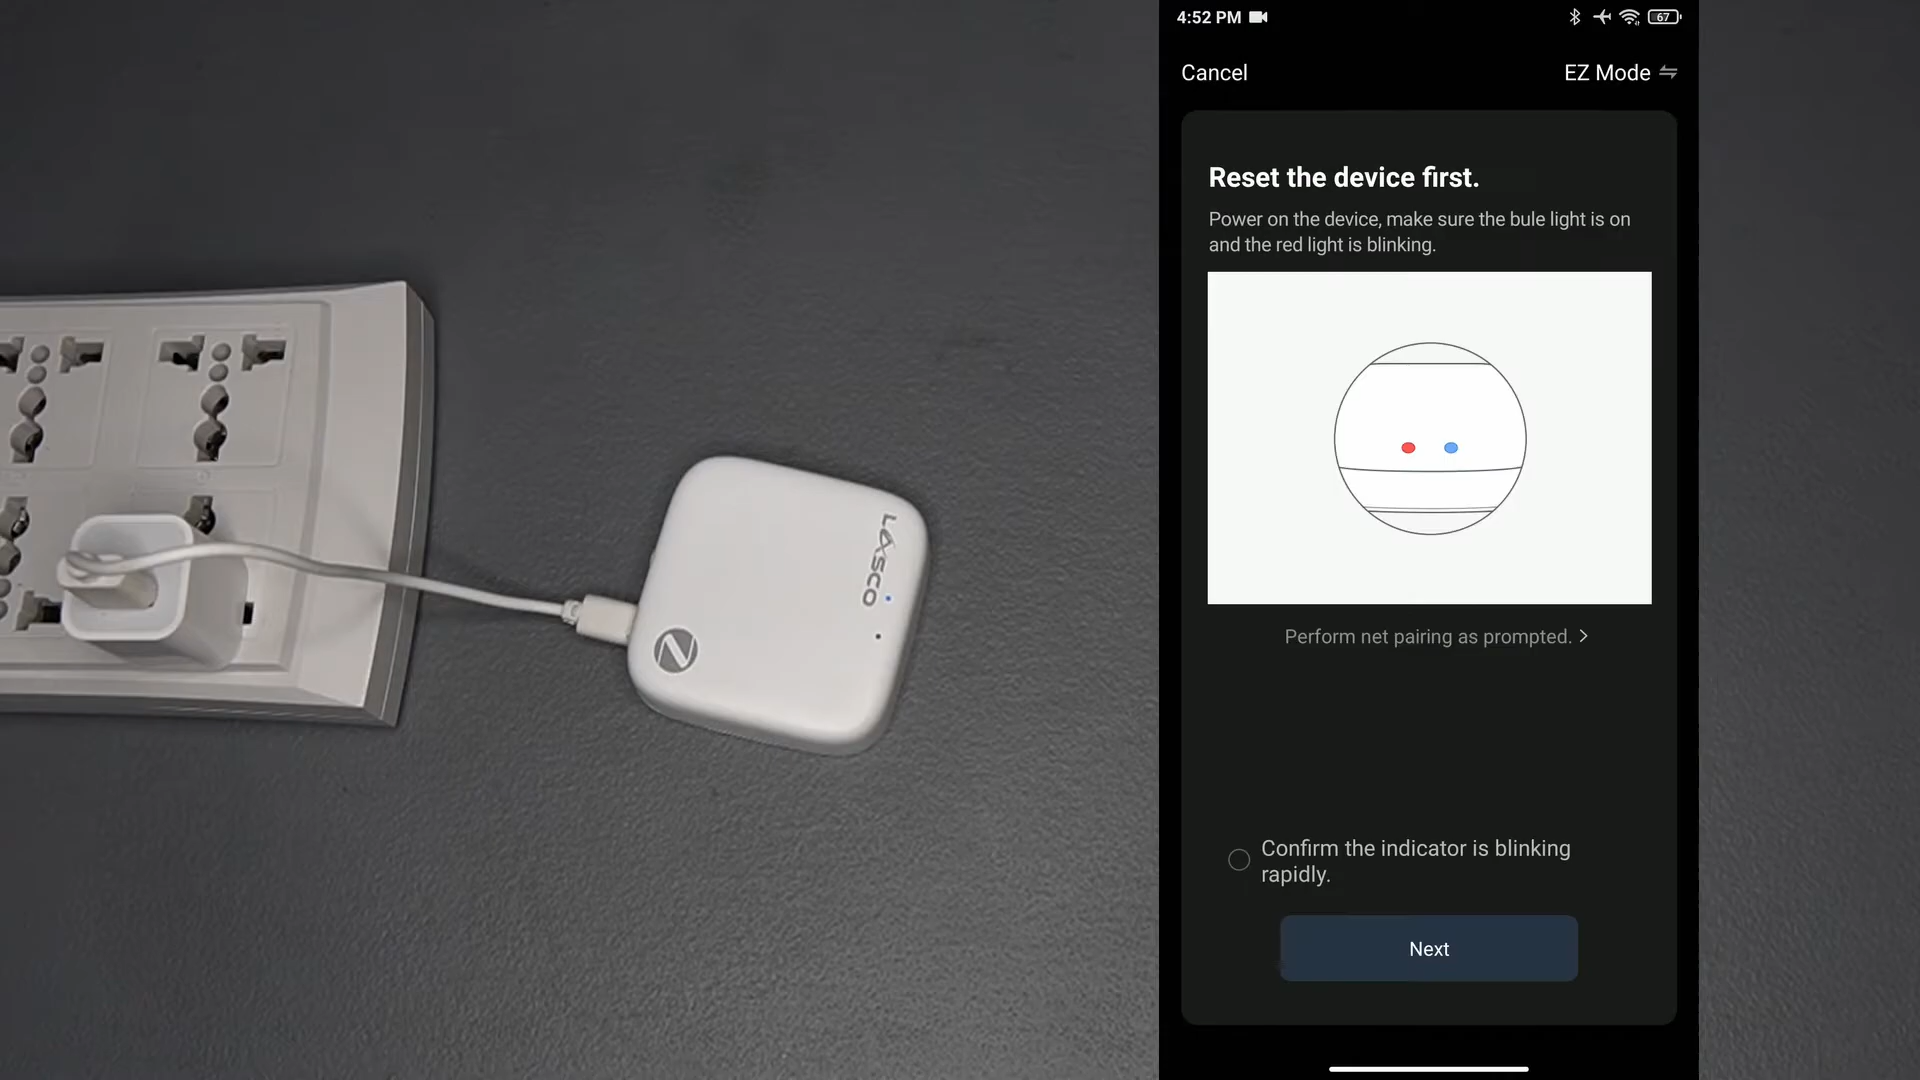 4:52 PM
67
Cancel
EZ Mode
Reset the device first.
Power on the device, make sure the bule light is on
and the red light is blinking.
Perform net pairing as prompted.
Confirm the indicator is blinking
rapidly.
Next
LΛSCO